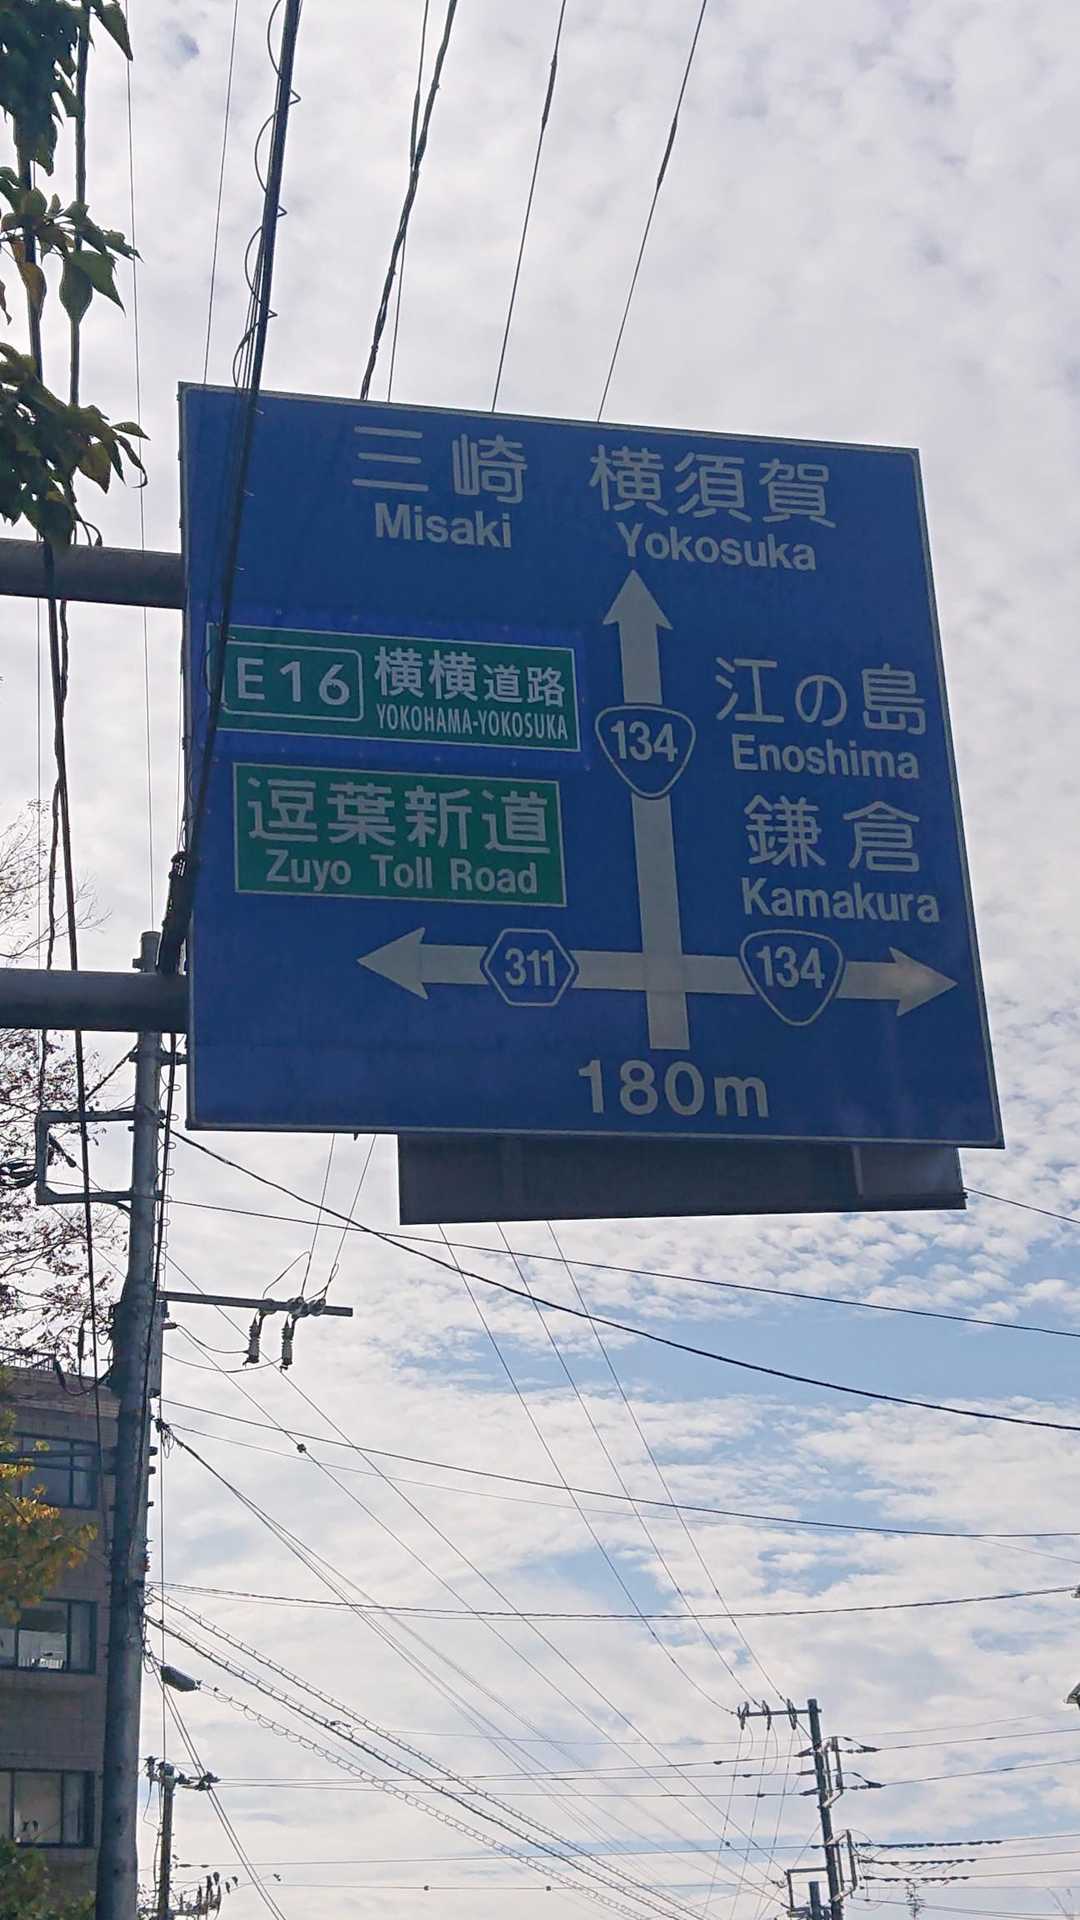 三崎 横須賀
Misaki Yokosuka
E16 横横道路
YOKOHAMA-YOKOSUKA
134
江の島
Enoshima
逗葉新道
Zuyo Toll Road
鎌倉
Kamakura
311
134
180m